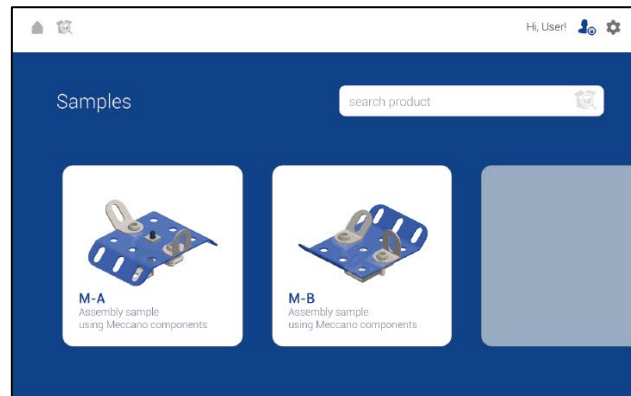 Hi, User!
Samples
search product
M-A
Assembly sample
using Meccano components
M-B
Assembly sample
using Meccano components